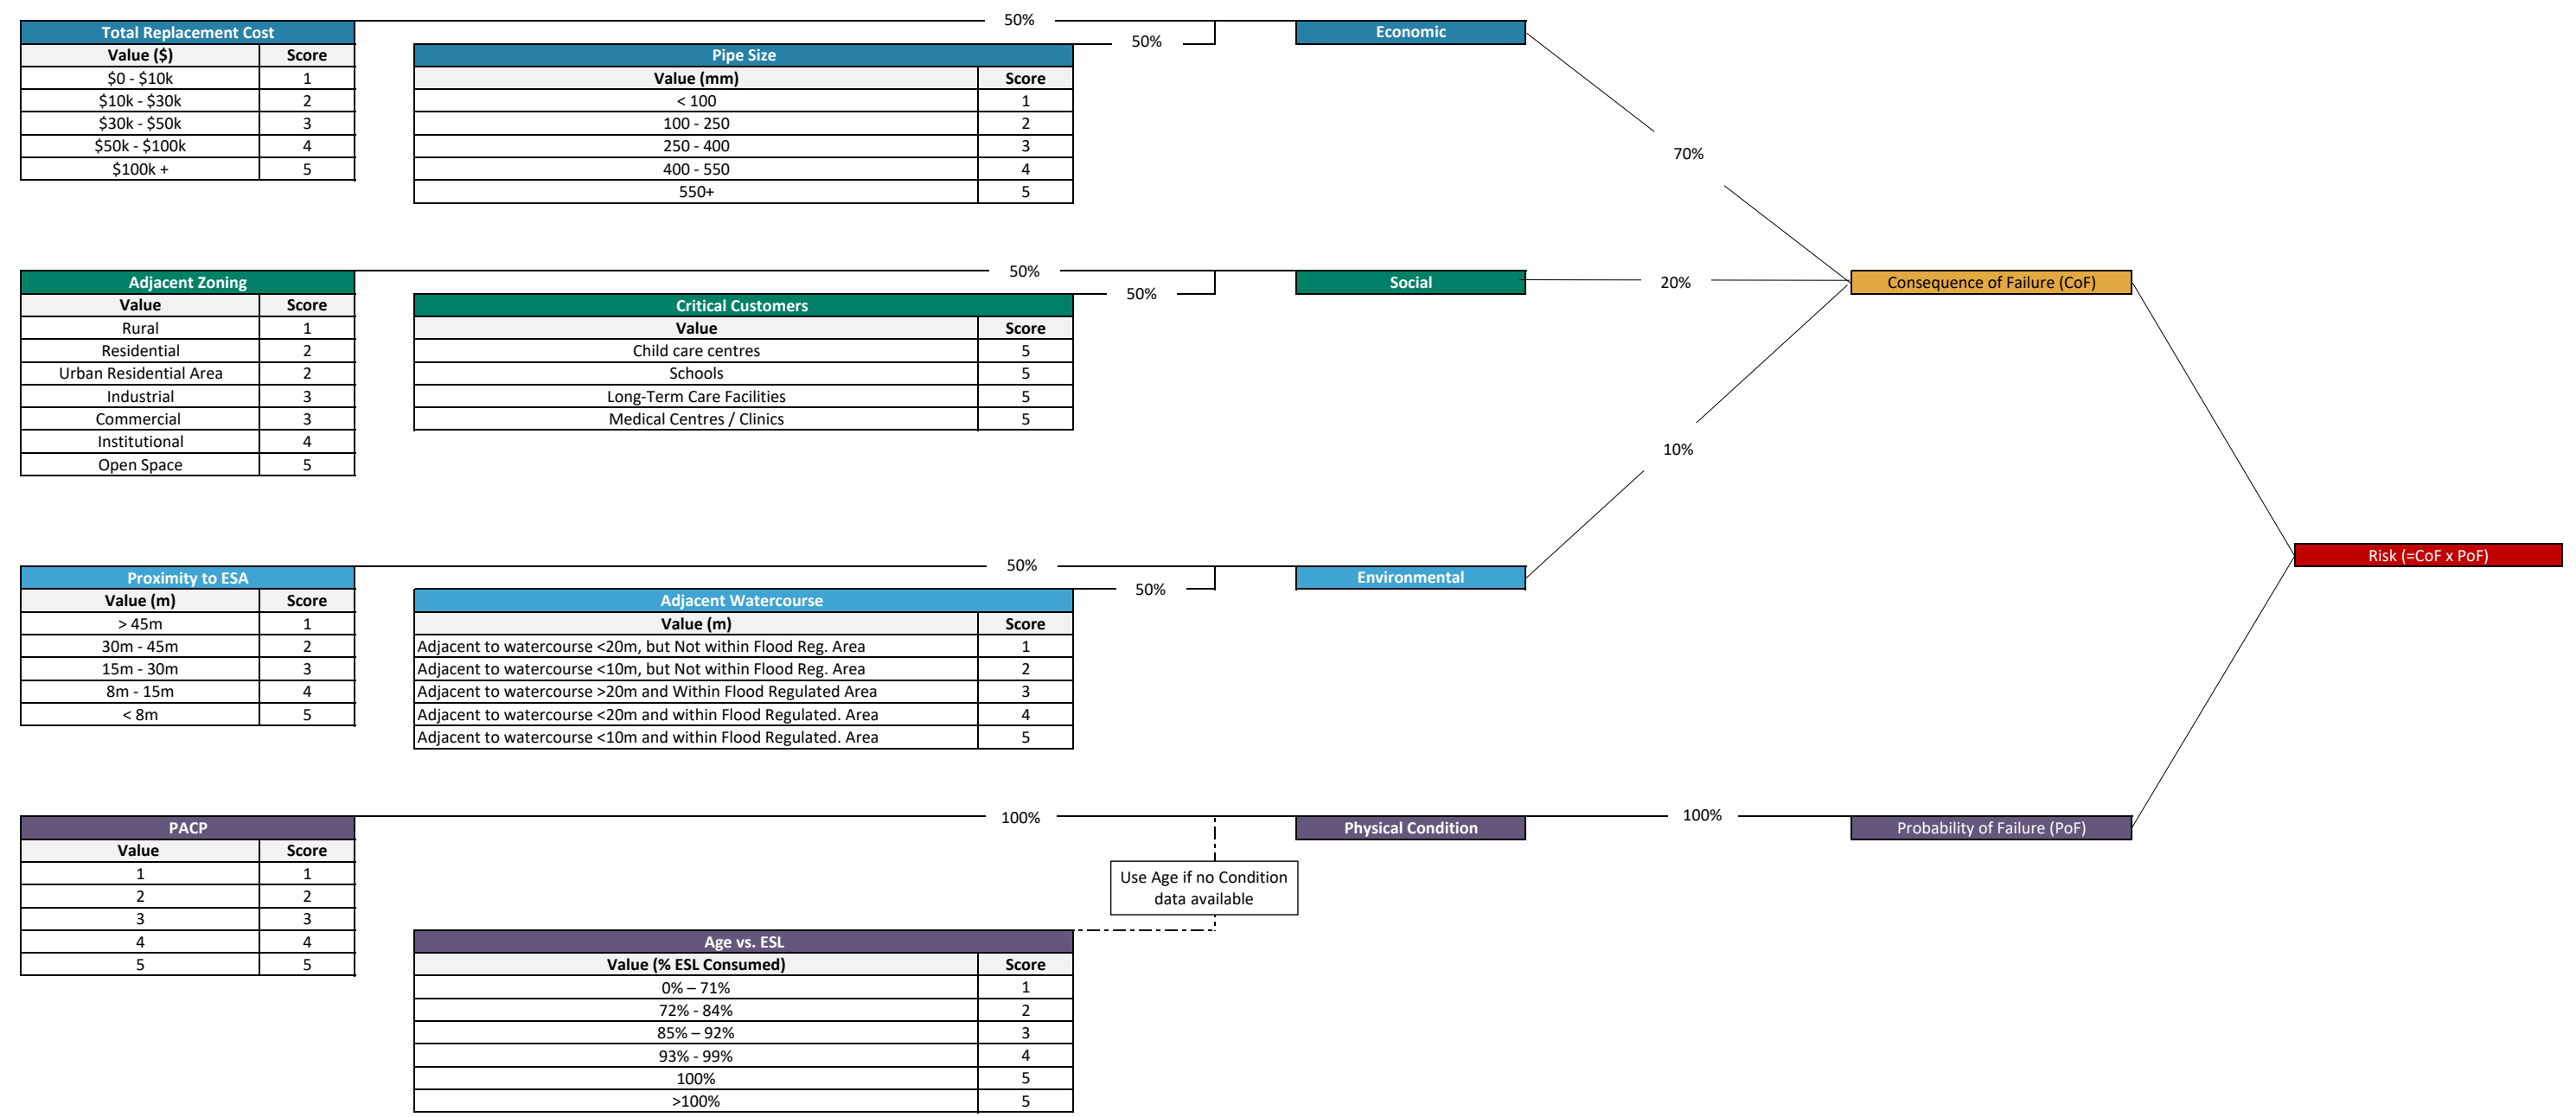 50%
Total Replacement Cost
Value ($) Score
$0 - $10k 1
$10k - $30k 2
$30k - $50k 3
$50k - $100k 4
$100k + 5
50%
Pipe Size
Value (mm) Score
< 100 1
100 - 250 2
250 - 400 3
400 - 550 4
550+ 5
Economic
70%
50%
Adjacent Zoning
Value Score
Rural 1
Residential 2
Urban Residential Area 2
Industrial 3
Commercial 3
Institutional 4
Open Space 5
50%
Critical Customers
Value Score
Child care centres 5
Schools 5
Long-Term Care Facilities 5
Medical Centres / Clinics 5
Social
20%
Consequence of Failure (CoF)
10%
50%
Proximity to ESA
Value (m) Score
> 45m 1
30m - 45m 2
15m - 30m 3
8m - 15m 4
< 8m 5
50%
Adjacent Watercourse
Value (m) Score
Adjacent to watercourse <20m, but Not within Flood Reg. Area 1
Adjacent to watercourse <10m, but Not within Flood Reg. Area 2
Adjacent to watercourse >20m and Within Flood Regulated Area 3
Adjacent to watercourse <20m and within Flood Regulated. Area 4
Adjacent to watercourse <10m and within Flood Regulated. Area 5
Environmental
Risk (=CoF x PoF)
100%
PACP
Value Score
1 1
2 2
3 3
4 4
5 5
Physical Condition
100%
Probability of Failure (PoF)
Use Age if no Condition
data available
Age vs. ESL
Value (% ESL Consumed) Score
0% – 71% 1
72% - 84% 2
85% – 92% 3
93% - 99% 4
100% 5
>100% 5